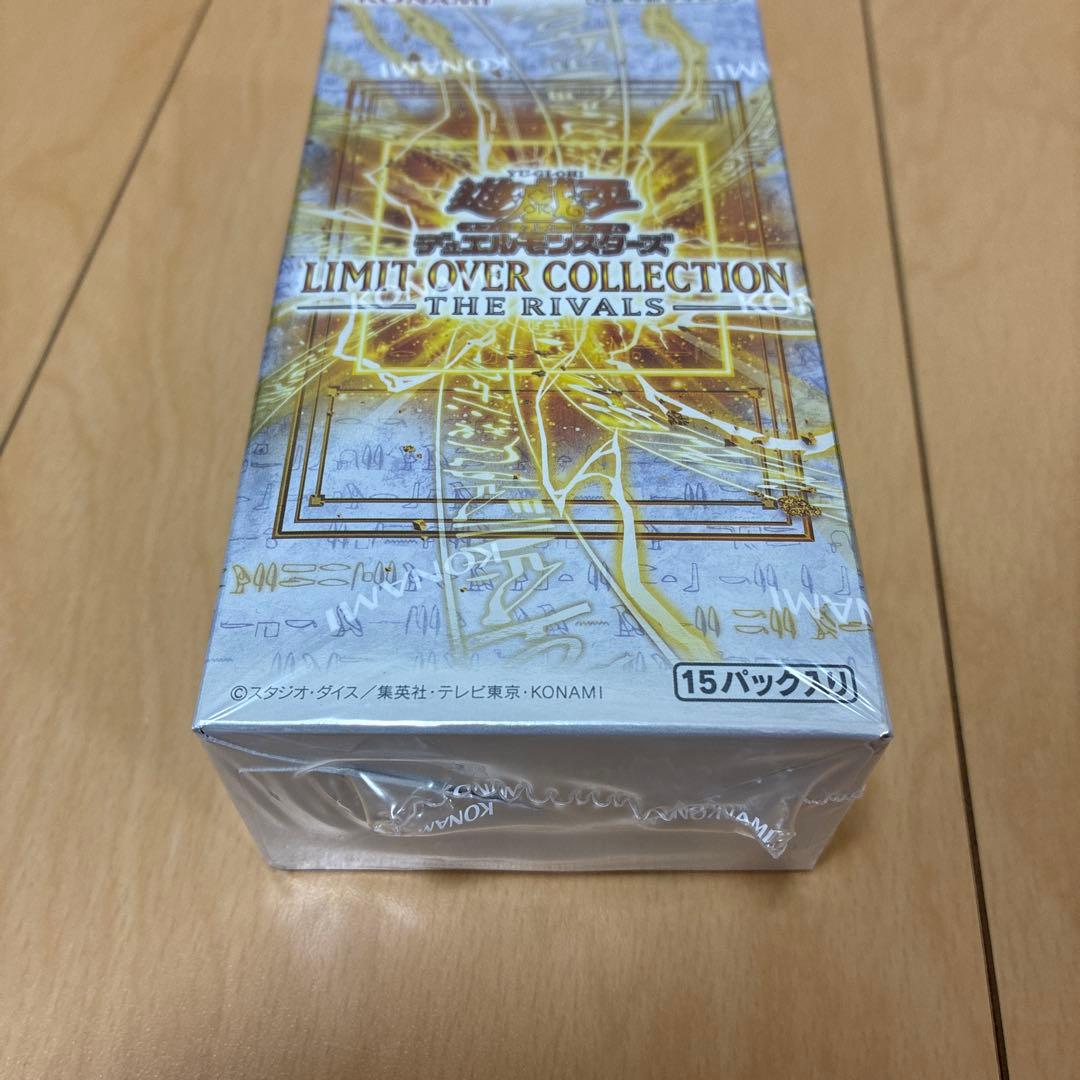 KONAMI
KONAMI
YU-GI-OH!
遊戯王
デュエルモンスターズ
LIMIT OVER COLLECTION
THE RIVALS
KONAMI
KONAMI
KONAMI
©スタジオ・ダイス／集英社・テレビ東京・KONAMI
15パック入り
KONAMI